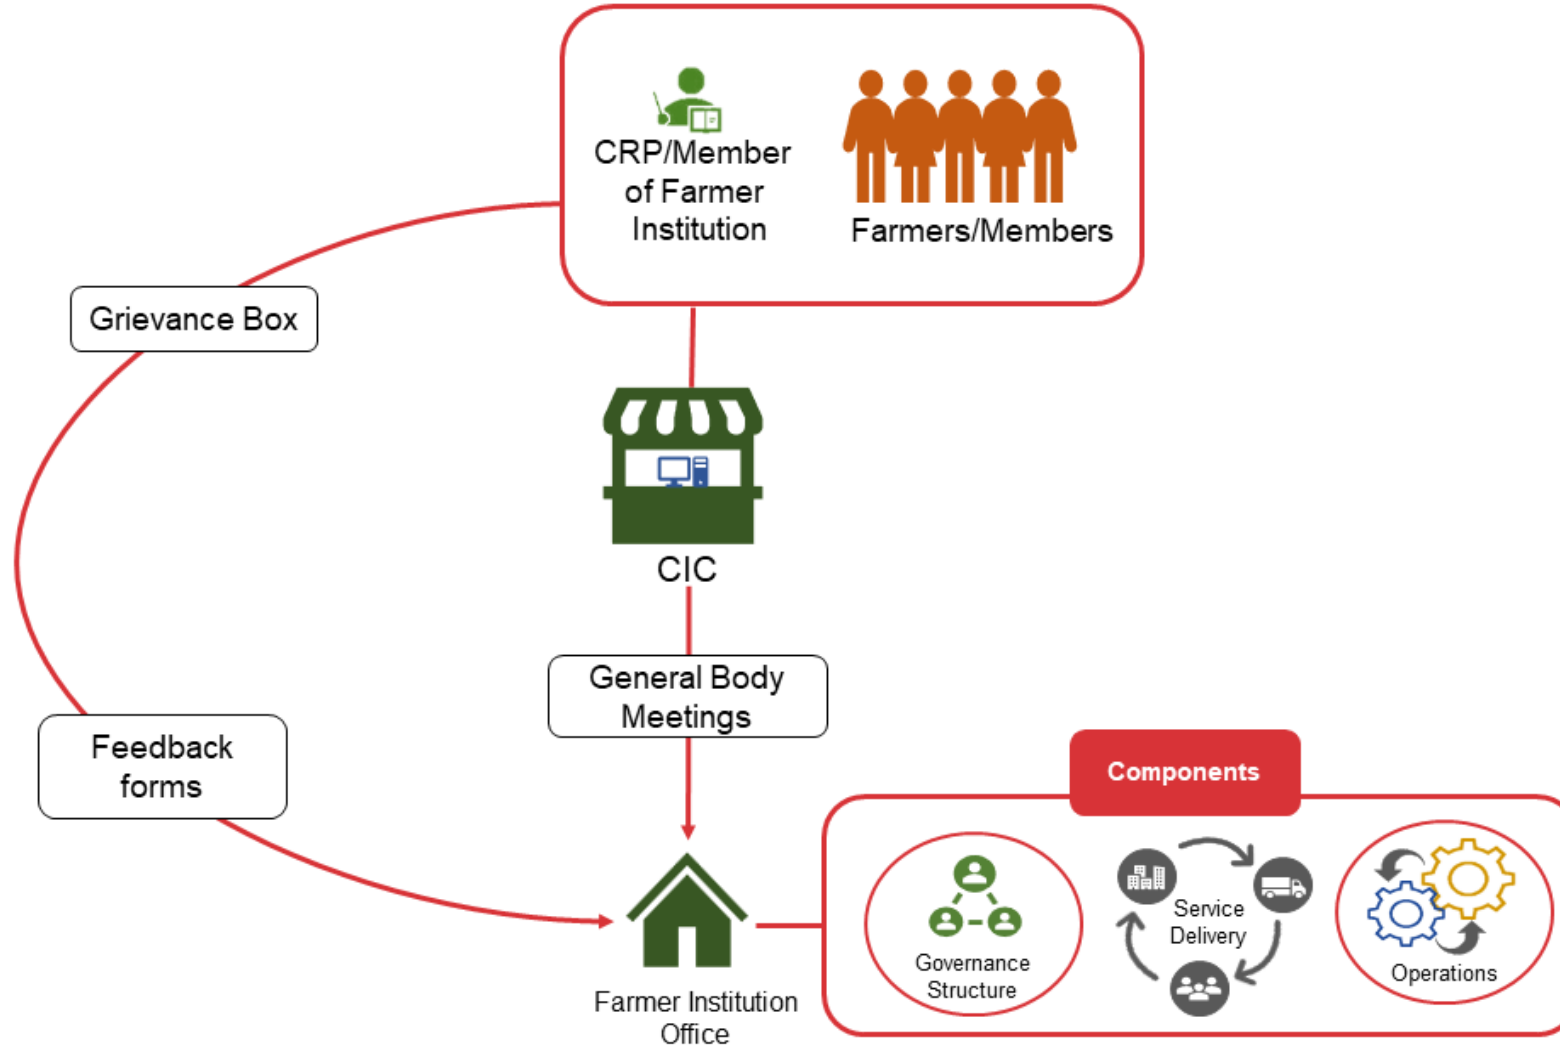 CRP/Member
of Farmer
Institution
Farmers/Members
Grievance Box
CIC
General Body
Meetings
Feedback
forms
Components
Governance
Structure
Service
Delivery
Operations
Farmer Institution
Office